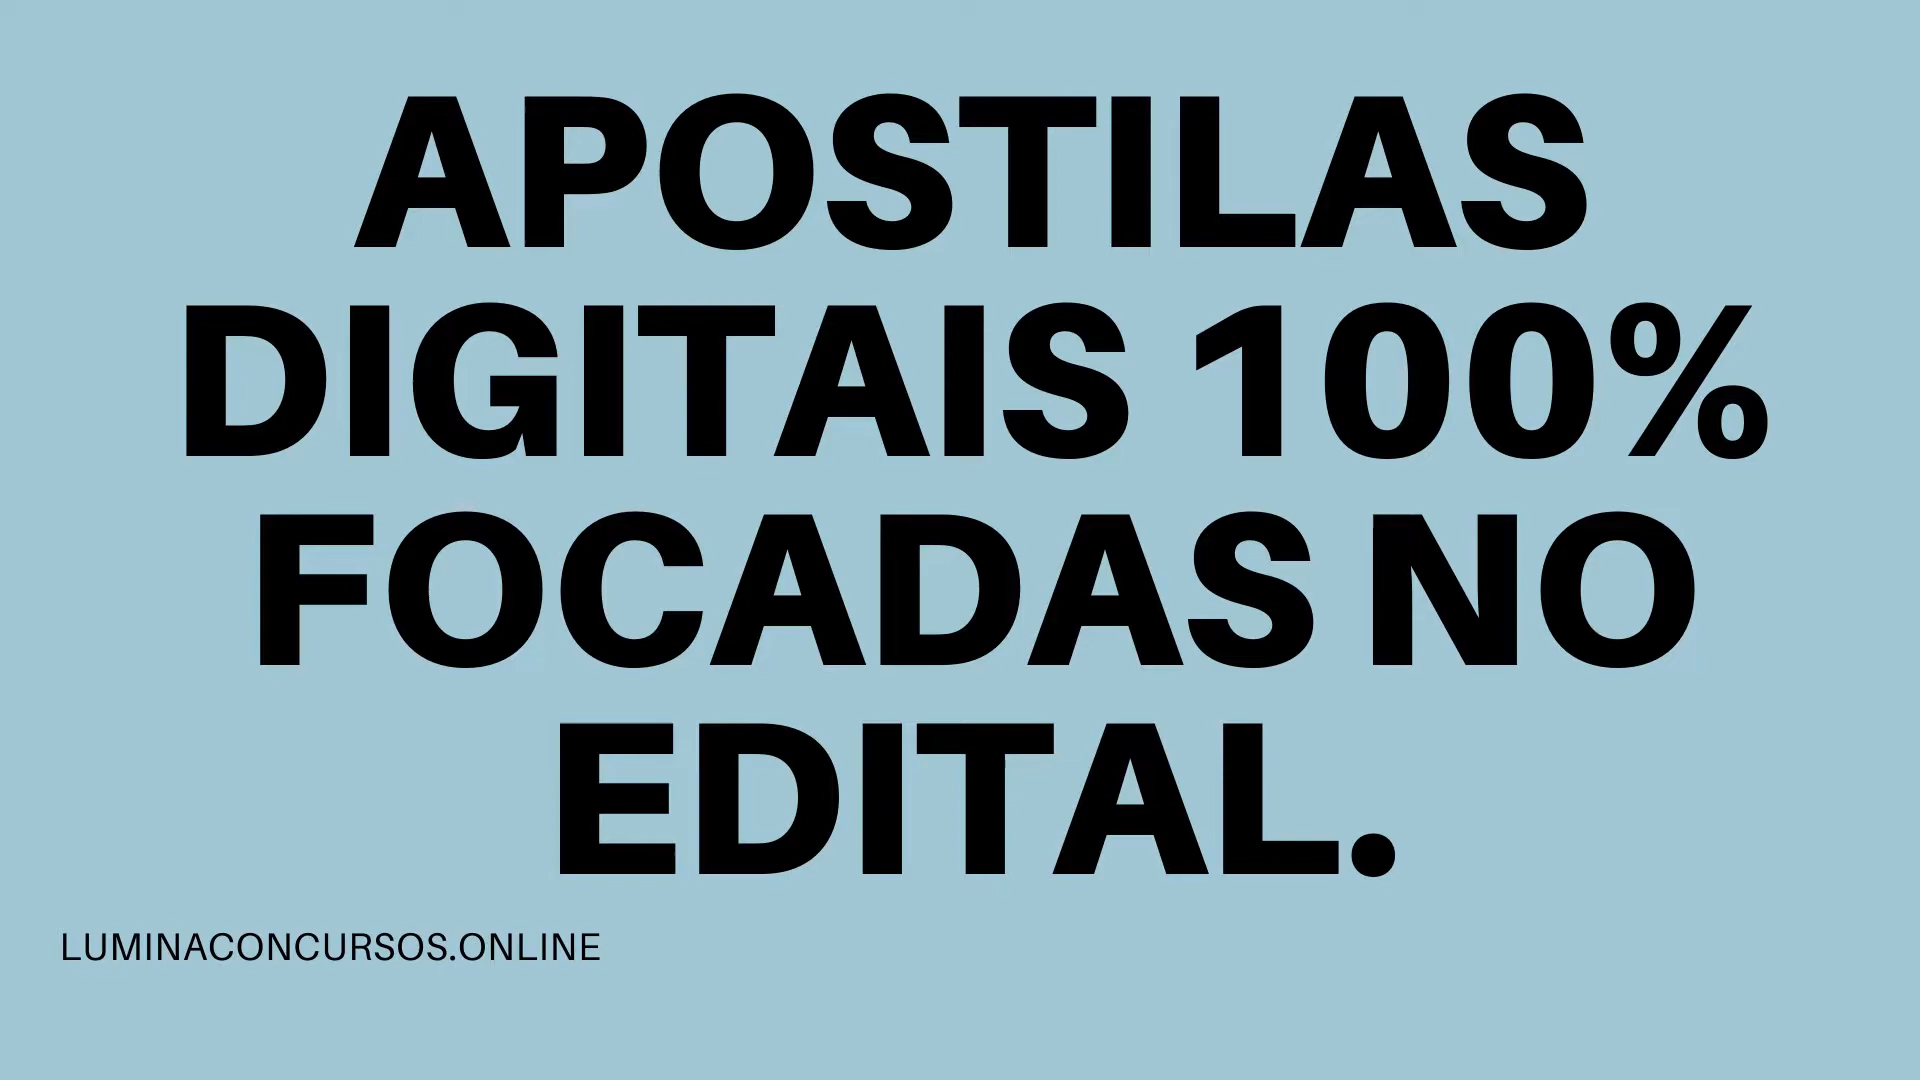 APOSTILAS
DIGITAIS 100%
FOCADAS NO
EDITAL.
LUMINACONCURSOS.ONLINE